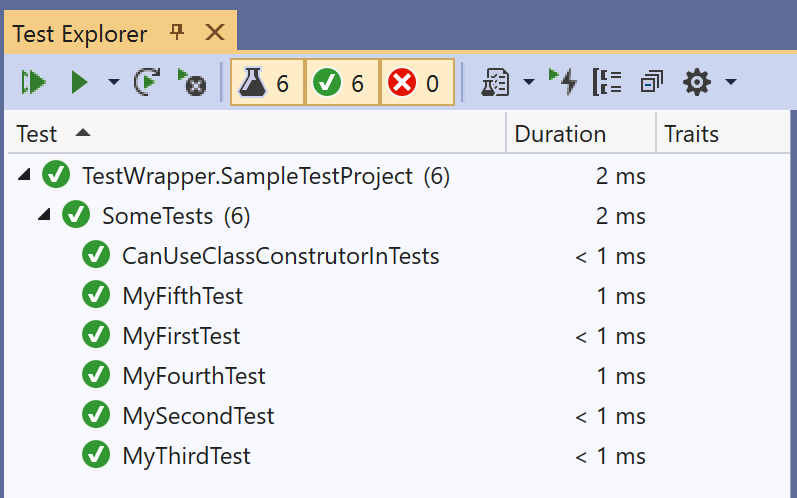 Test Explorer
6 6 0
Test Duration Traits
TestWrapper.SampleTestProject (6) 2 ms
SomeTests (6) 2 ms
CanUseClassConstrutorInTests < 1 ms
MyFifthTest 1 ms
MyFirstTest < 1 ms
MyFourthTest 1 ms
MySecondTest < 1 ms
MyThirdTest < 1 ms